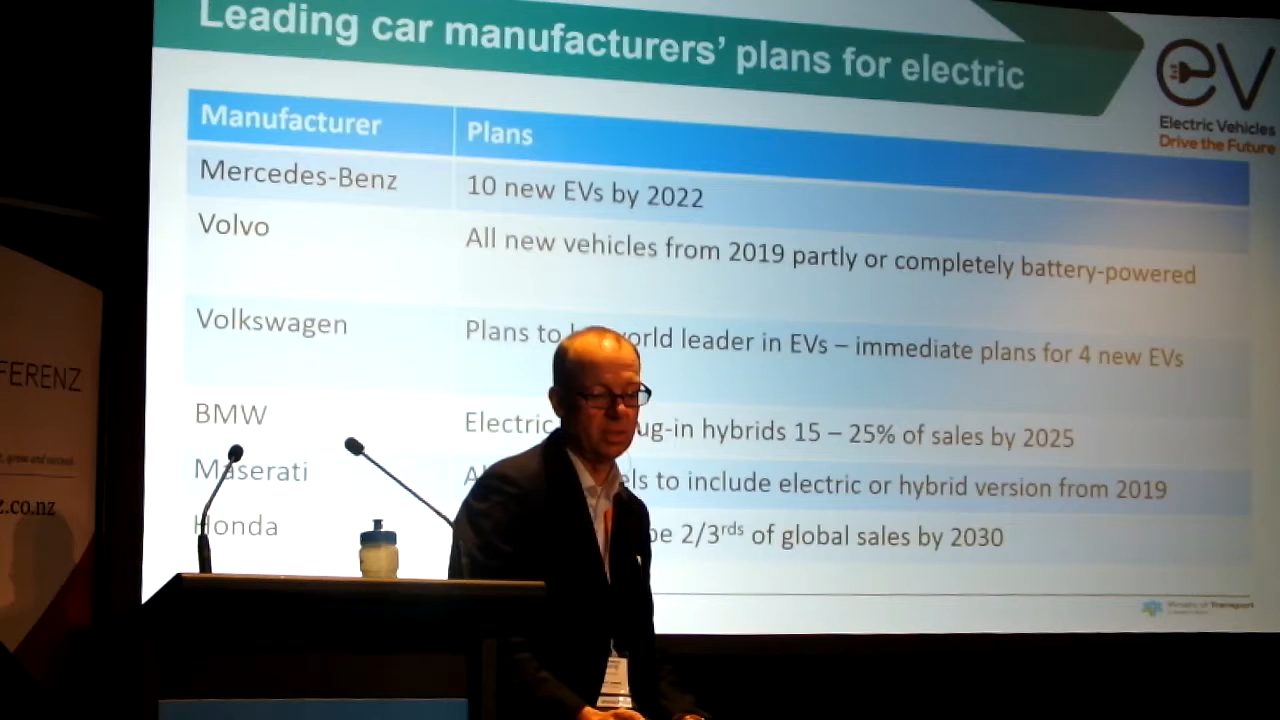 Leading car manufacturers' plans for electric
ev
Electric Vehicles
Drive the Future
Manufacturer Plans
Mercedes-Benz 10 new EVs by 2022
Volvo All new vehicles from 2019 partly or completely battery-powered
Volkswagen Plans to world leader in EVs – immediate plans for 4 new EVs
BMW Electric ug-in hybrids 15 – 25% of sales by 2025
Maserati els to include electric or hybrid version from 2019
Honda be 2/3rds of global sales by 2030
Ministry of Transport
FERENZ
z.co.nz